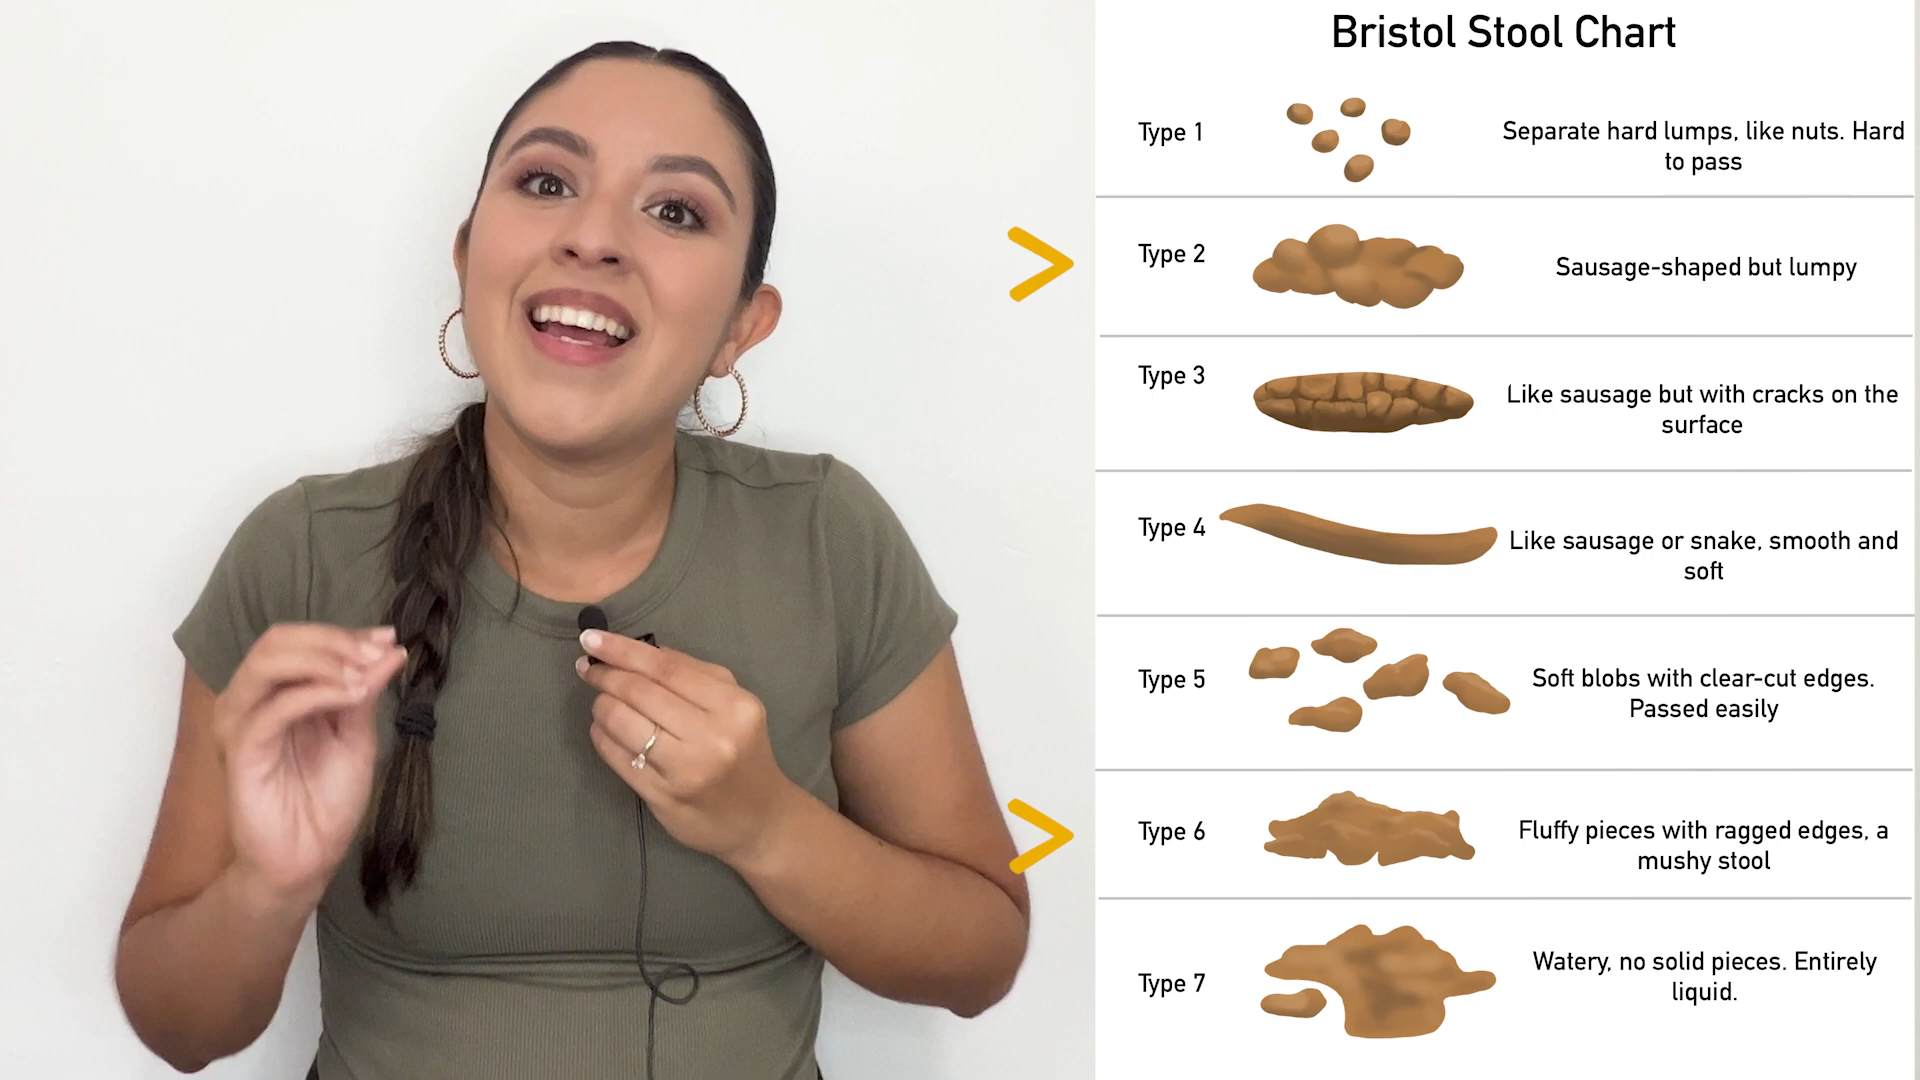 Bristol Stool Chart
Type 1
Separate hard lumps, like nuts. Hard
to pass
Type 2
Sausage-shaped but lumpy
Type 3
Like sausage but with cracks on the
surface
Type 4
Like sausage or snake, smooth and
soft
Type 5
Soft blobs with clear-cut edges.
Passed easily
Type 6
Fluffy pieces with ragged edges, a
mushy stool
Type 7
Watery, no solid pieces. Entirely
liquid.